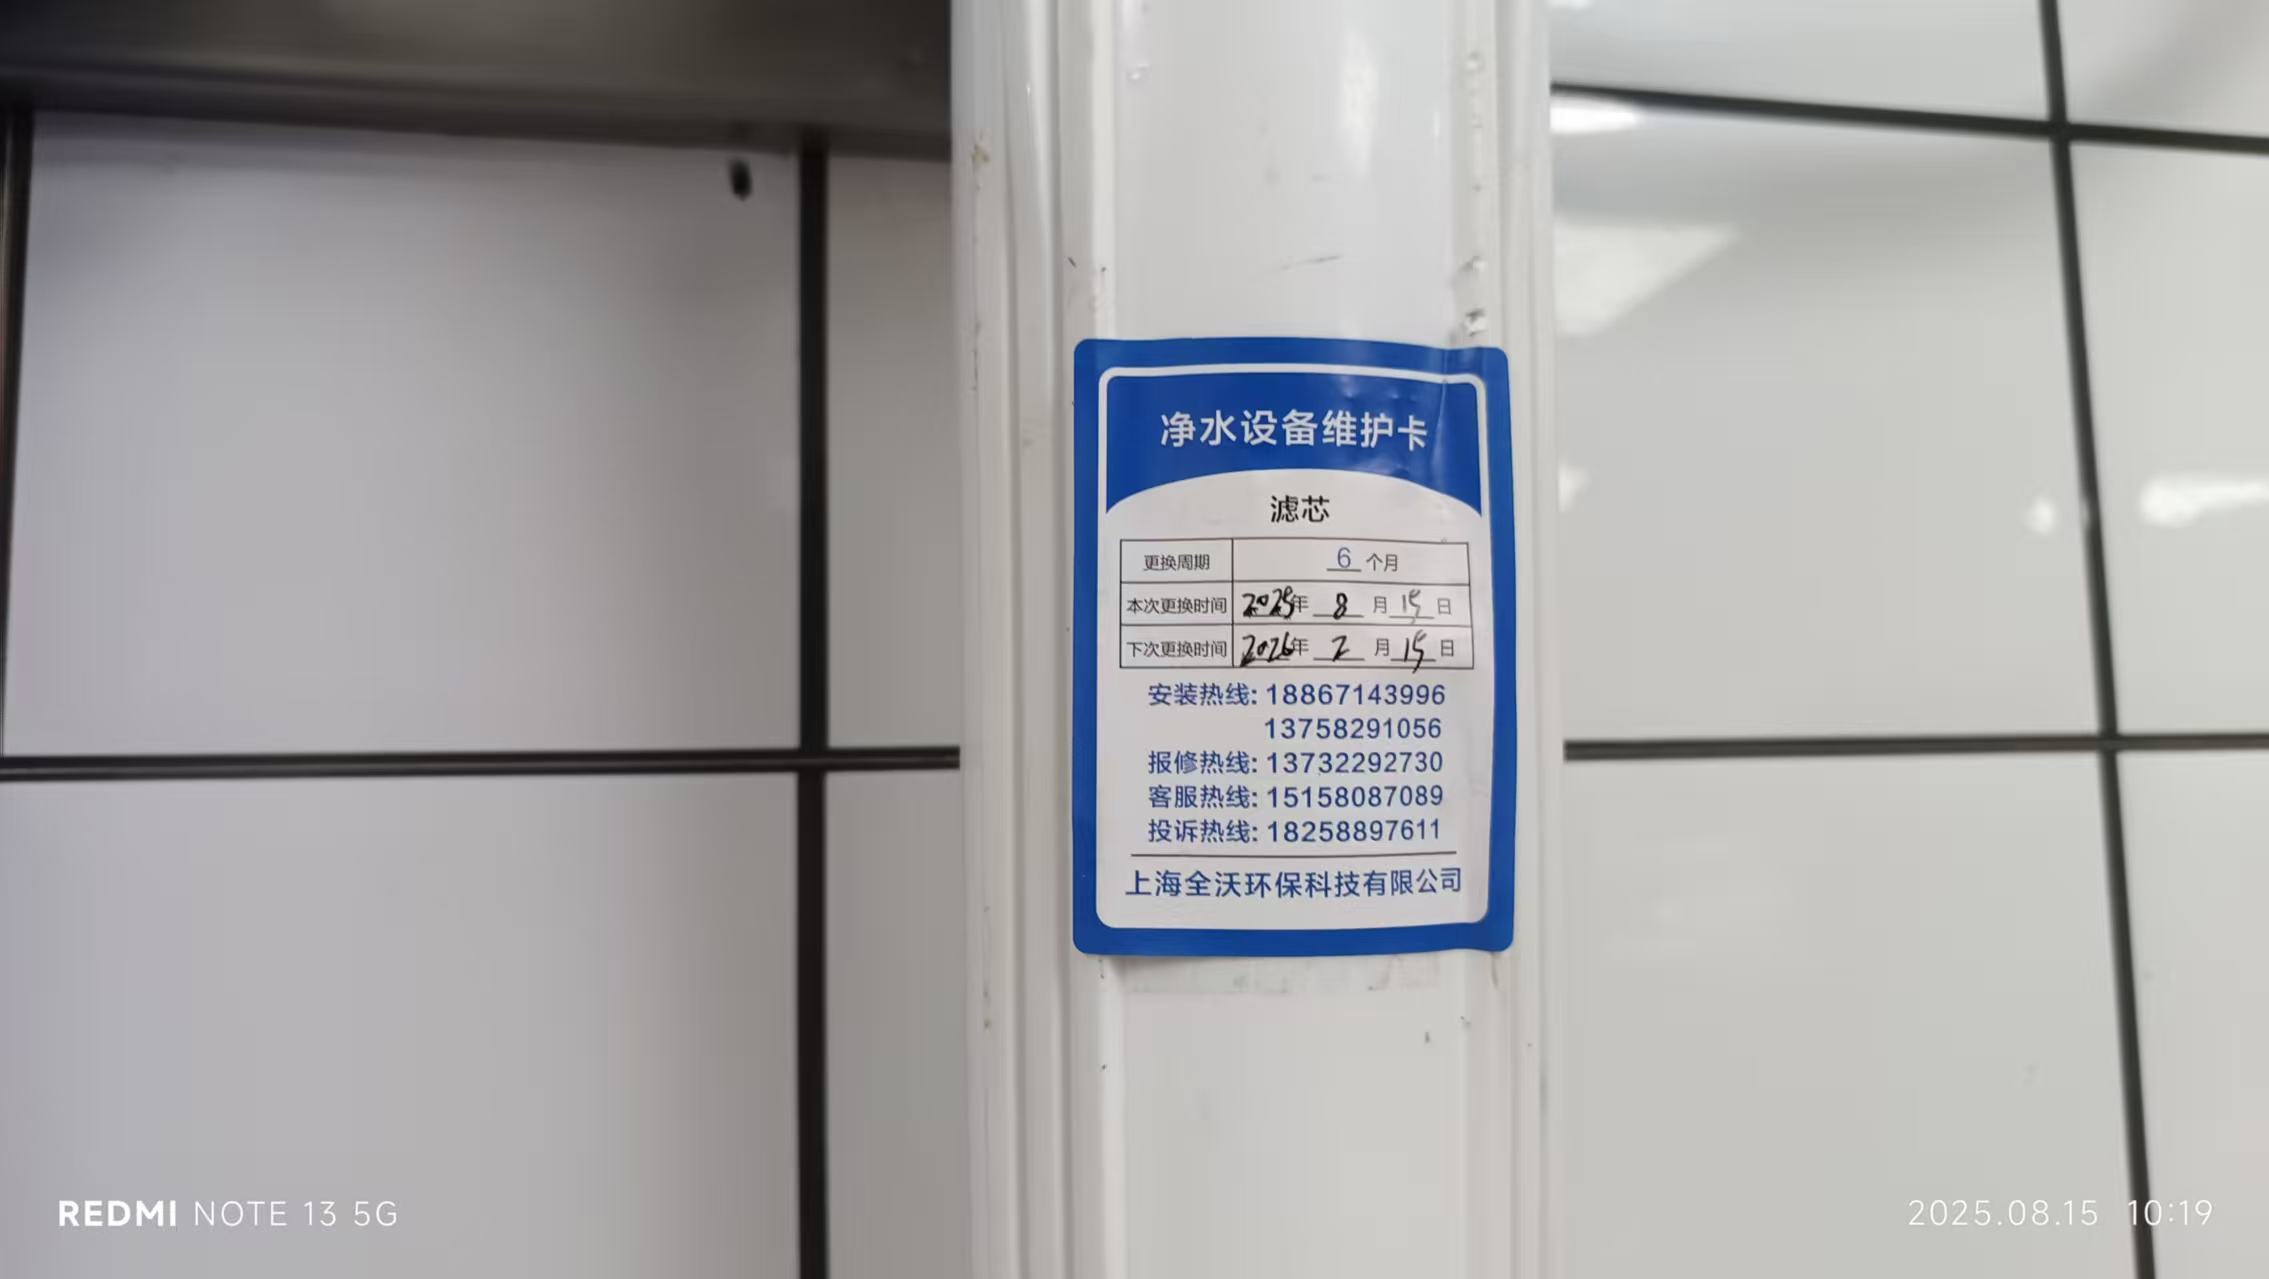 净水设备维护卡
滤芯
更换周期 6 个月
本次更换时间 2025年 8 月 15 日
下次更换时间 2026年 2 月 15 日
安装热线: 18867143996
13758291056
报修热线: 13732292730
客服热线: 15158087089
投诉热线: 18258897611
上海全沃环保科技有限公司
REDMI NOTE 13 5G
2025.08.15 10:19